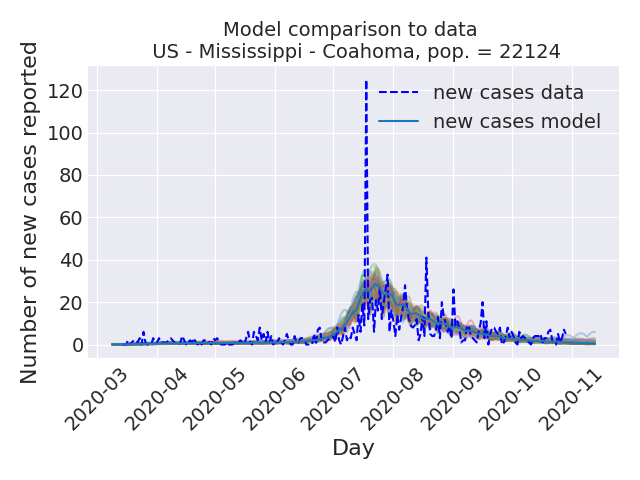 Model comparison to data
US - Mississippi - Coahoma, pop. = 22124
Number of new cases reported
120
100
80
60
40
20
0
new cases data
new cases model
2020-03
2020-04
2020-05
2020-06
2020-07
2020-08
2020-09
2020-10
2020-11
Day